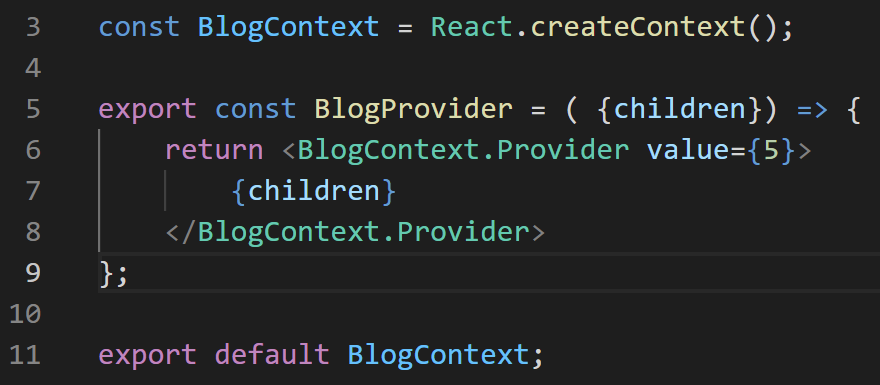 3 const BlogContext = React.createContext();
4
5 export const BlogProvider = ( {children}) => {
6 return <BlogContext.Provider value={5}>
7 {children}
8 </BlogContext.Provider>
9 };
10
11 export default BlogContext;